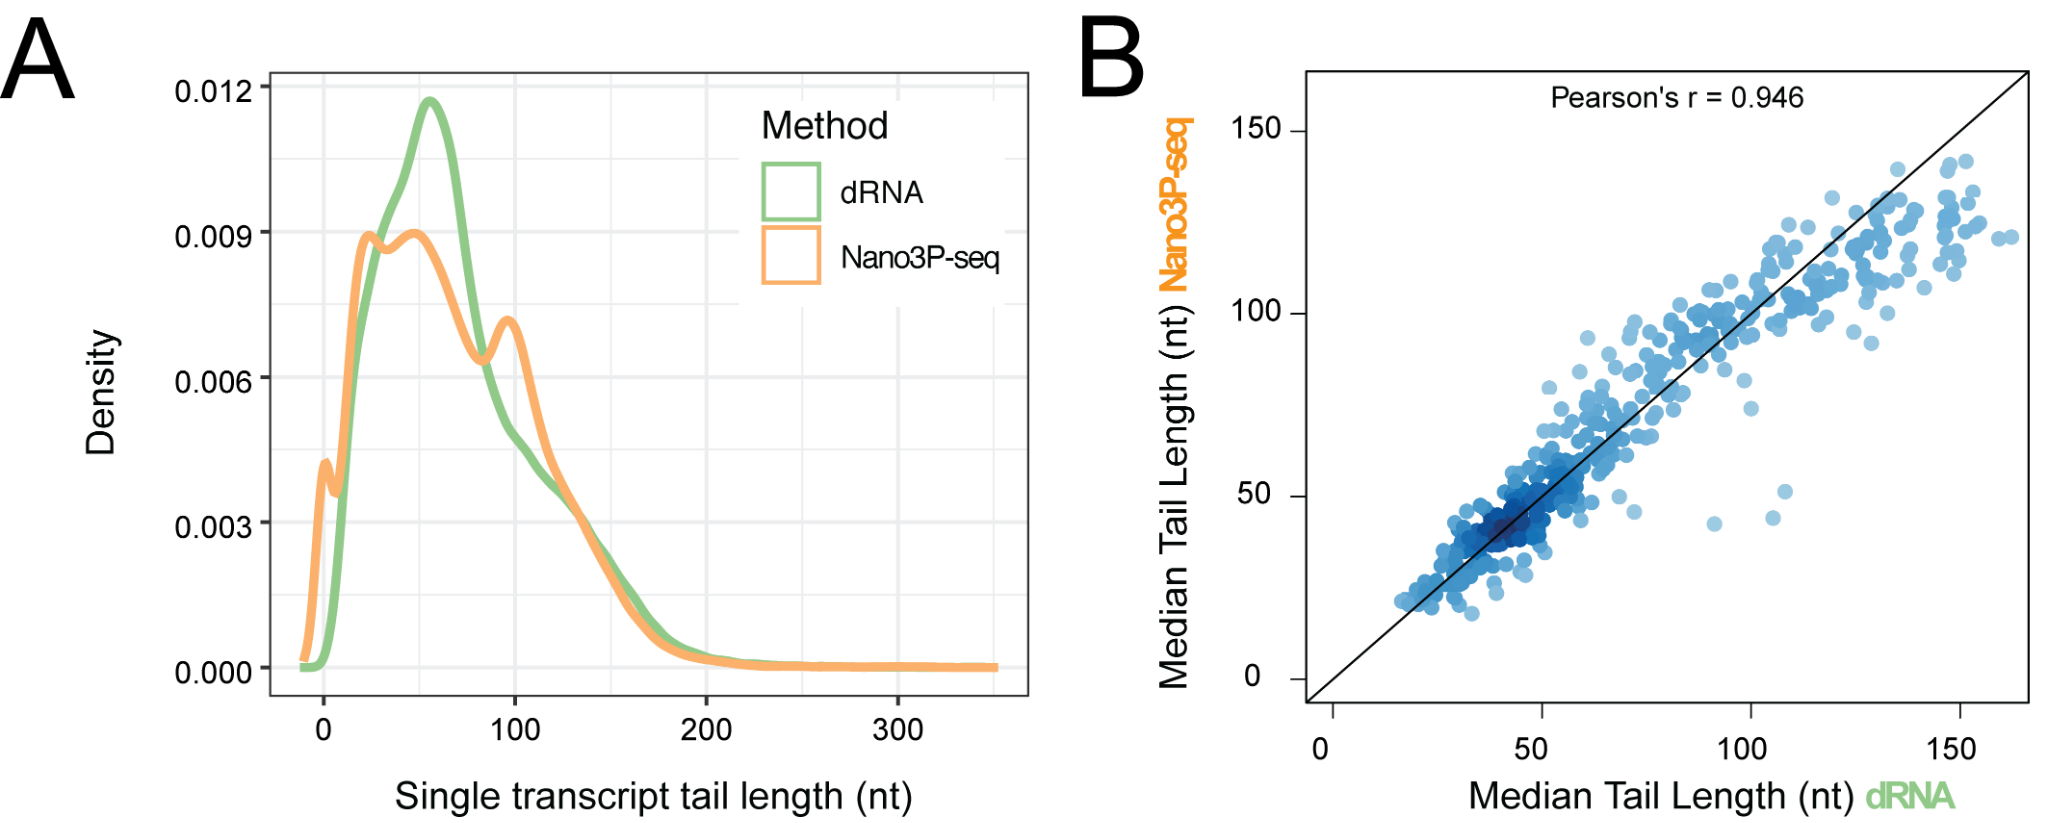 A
0.012
0.009
0.006
0.003
0.000
Density
0
100
200
300
Single transcript tail length (nt)
Method
dRNA
Nano3P-seq
B
Pearson's r = 0.946
150
100
50
0
Median Tail Length (nt) Nano3P-seq
0
50
100
150
Median Tail Length (nt) dRNA